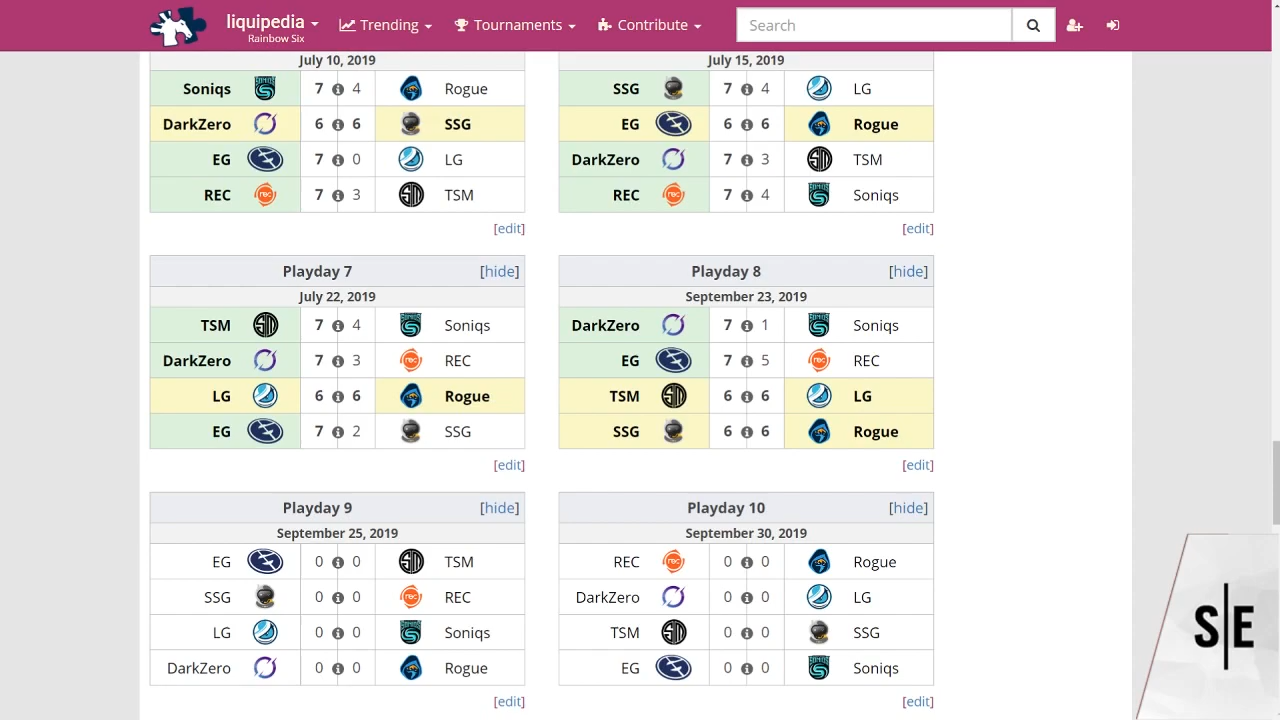 liquipedia
Rainbow Six
Trending
Tournaments
Contribute
Search
July 10, 2019
Soniqs 7 4 Rogue
DarkZero 6 6 SSG
EG 7 0 LG
REC 7 3 TSM
[edit]
July 15, 2019
SSG 7 4 LG
EG 6 6 Rogue
DarkZero 7 3 TSM
REC 7 4 Soniqs
[edit]
Playday 7 [hide]
July 22, 2019
TSM 7 4 Soniqs
DarkZero 7 3 REC
LG 6 6 Rogue
EG 7 2 SSG
[edit]
Playday 8 [hide]
September 23, 2019
DarkZero 7 1 Soniqs
EG 7 5 REC
TSM 6 6 LG
SSG 6 6 Rogue
[edit]
Playday 9 [hide]
September 25, 2019
EG 0 0 TSM
SSG 0 0 REC
LG 0 0 Soniqs
DarkZero 0 0 Rogue
[edit]
Playday 10 [hide]
September 30, 2019
REC 0 0 Rogue
DarkZero 0 0 LG
TSM 0 0 SSG
EG 0 0 Soniqs
[edit]
S|E